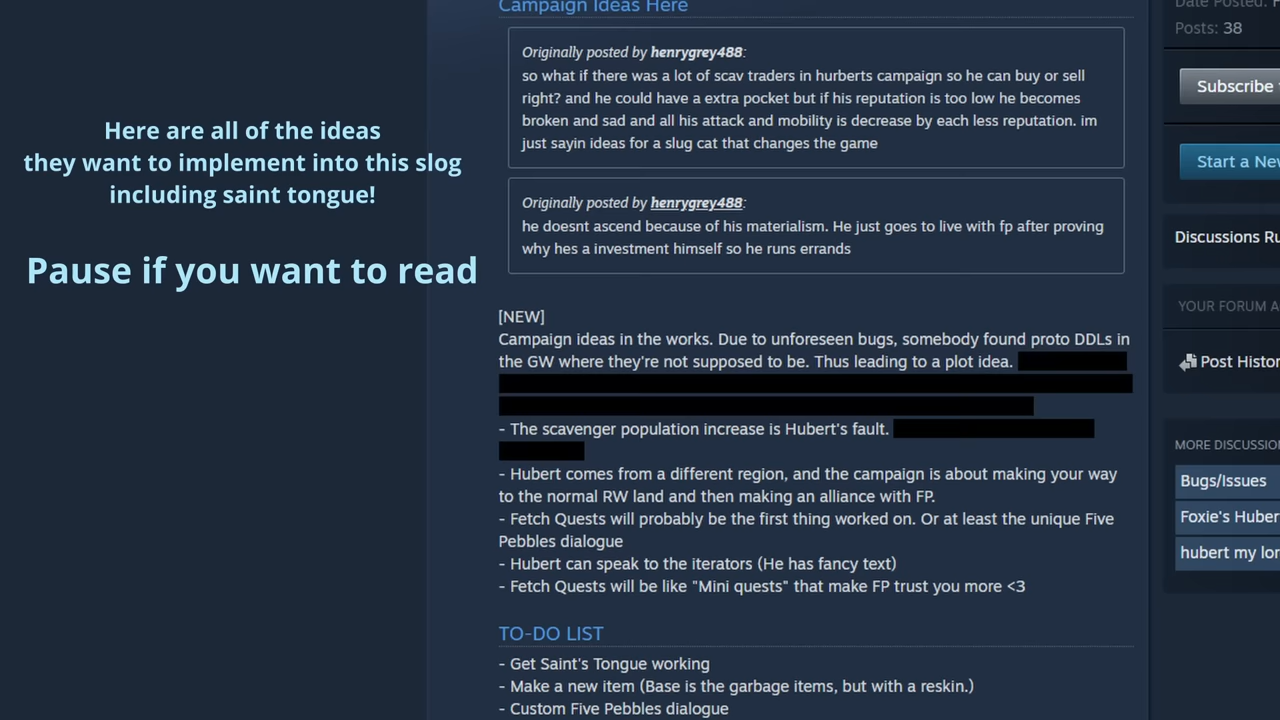 Campaign Ideas Here
Originally posted by henrygrey488:
so what if there was a lot of scav traders in hurberts campaign so he can buy or sell
right? and he could have a extra pocket but if his reputation is too low he becomes
broken and sad and all his attack and mobility is decrease by each less reputation. im
just sayin ideas for a slug cat that changes the game
Originally posted by henrygrey488:
he doesnt ascend because of his materialism. He just goes to live with fp after proving
why hes a investment himself so he runs errands
[NEW]
Campaign ideas in the works. Due to unforeseen bugs, somebody found proto DDLs in
the GW where they're not supposed to be. Thus leading to a plot idea.
- The scavenger population increase is Hubert's fault.
- Hubert comes from a different region, and the campaign is about making your way
to the normal RW land and then making an alliance with FP.
- Fetch Quests will probably be the first thing worked on. Or at least the unique Five
Pebbles dialogue
- Hubert can speak to the iterators (He has fancy text)
- Fetch Quests will be like "Mini quests" that make FP trust you more <3
TO-DO LIST
- Get Saint's Tongue working
- Make a new item (Base is the garbage items, but with a reskin.)
- Custom Five Pebbles dialogue
Here are all of the ideas
they want to implement into this slog
including saint tongue!
Pause if you want to read
Date Posted:
Posts: 38
Subscribe
Start a
Discussions
YOUR FORUM
Post
MORE
Bugs/Issues
Foxie's
hubert my